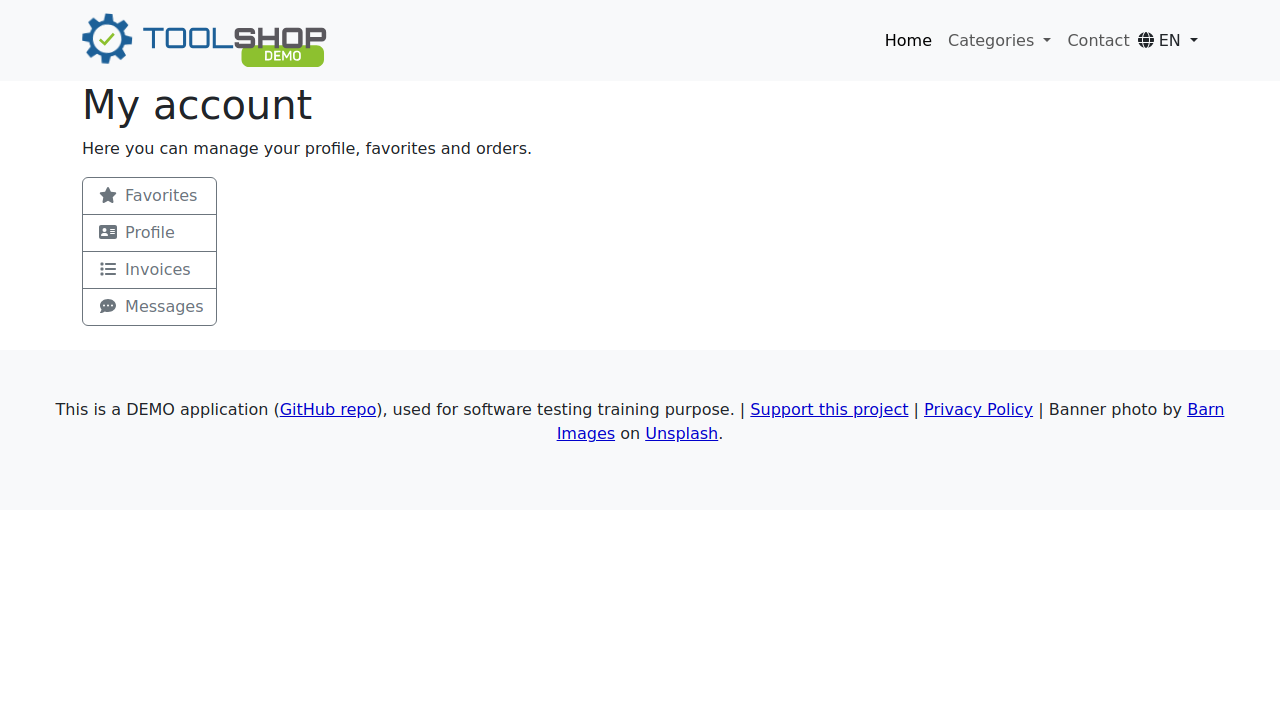 TOOLSHOP
DEMO
Home Categories Contact EN
My account
Here you can manage your profile, favorites and orders.
Favorites
Profile
Invoices
Messages
This is a DEMO application (GitHub repo), used for software testing training purpose. | Support this project | Privacy Policy | Banner photo by Barn
Images on Unsplash.